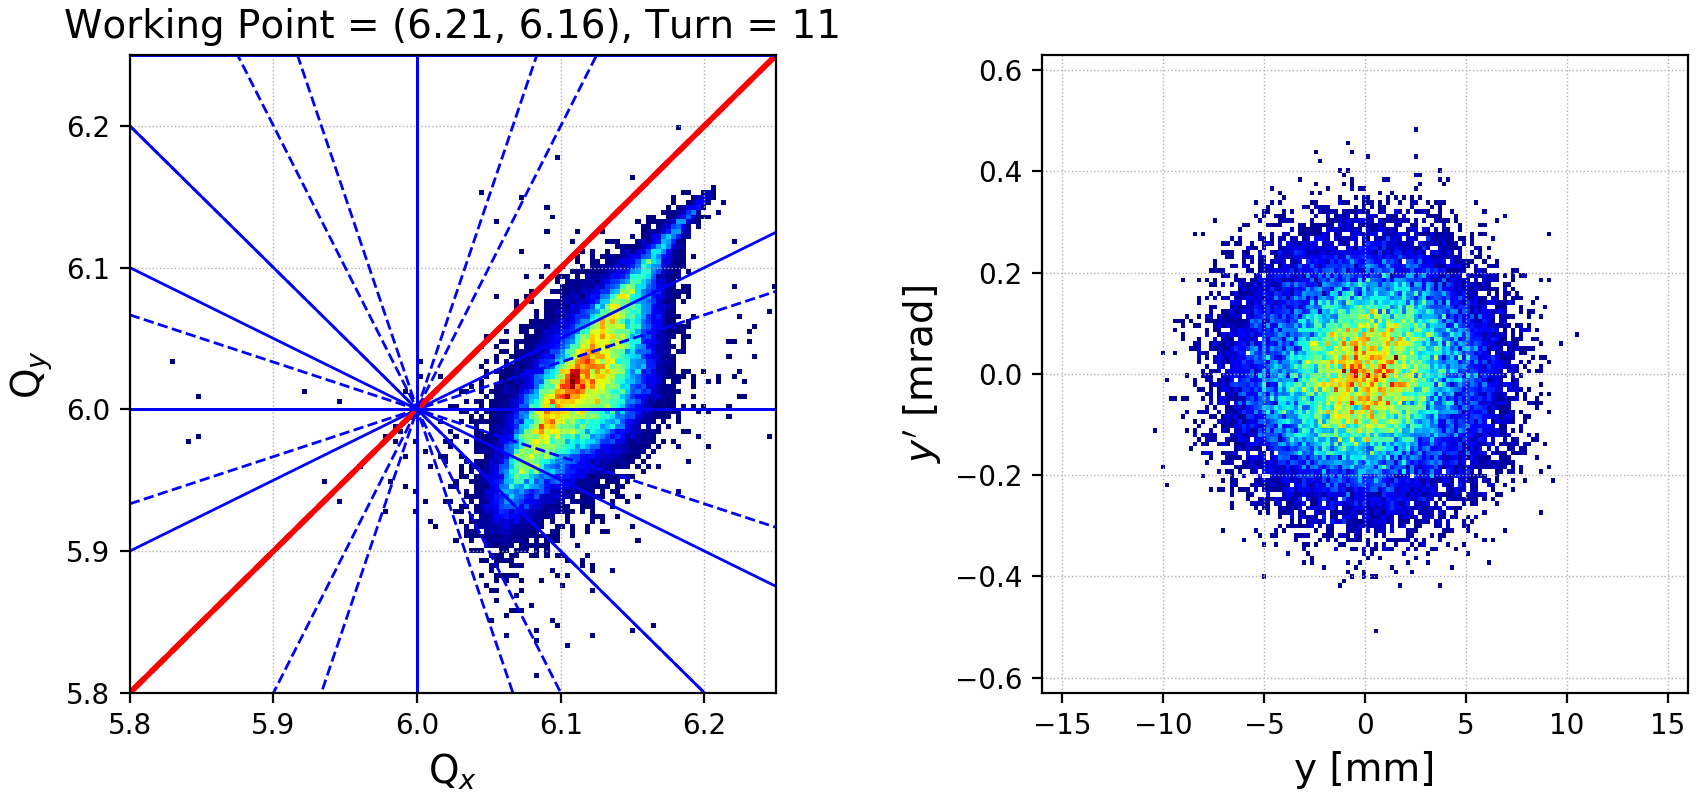 Working Point = (6.21, 6.16), Turn = 11
6.2
6.1
6.0
5.9
5.8
5.8 5.9 6.0 6.1 6.2
Qy
Qx
0.6
0.4
0.2
0.0
−0.2
−0.4
−0.6
−15 −10 −5 0 5 10 15
y′ [mrad]
y [mm]